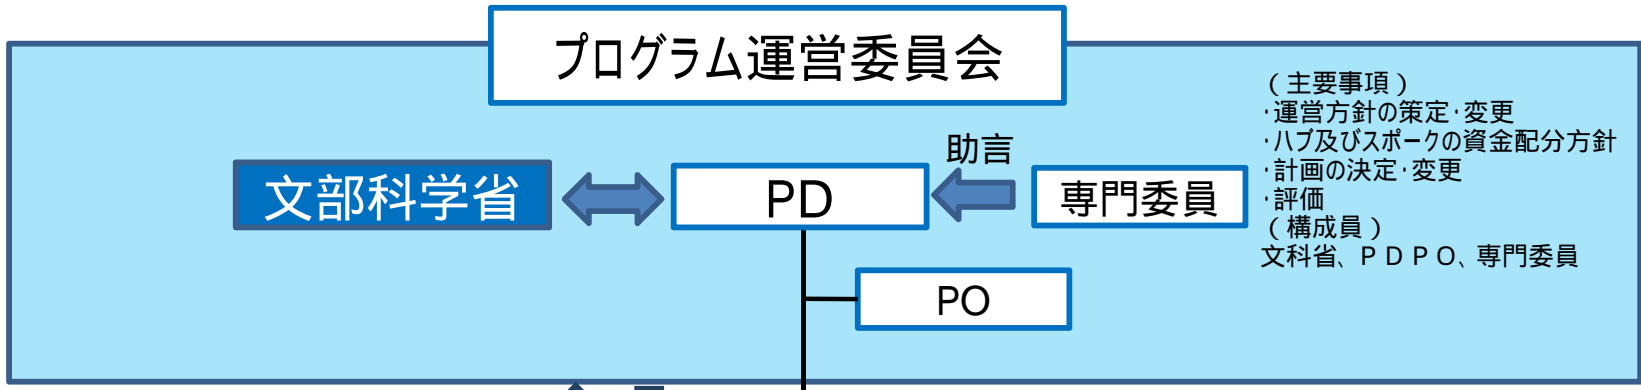 プログラム運営委員会
文部科学省
PD
助言
専門委員
PO
(主要事項)
・運営方針の策定・変更
・ハブ及びスポークの資金配分方針
・計画の決定・変更
・評価
(構成員)
文科省、PDPO、専門委員